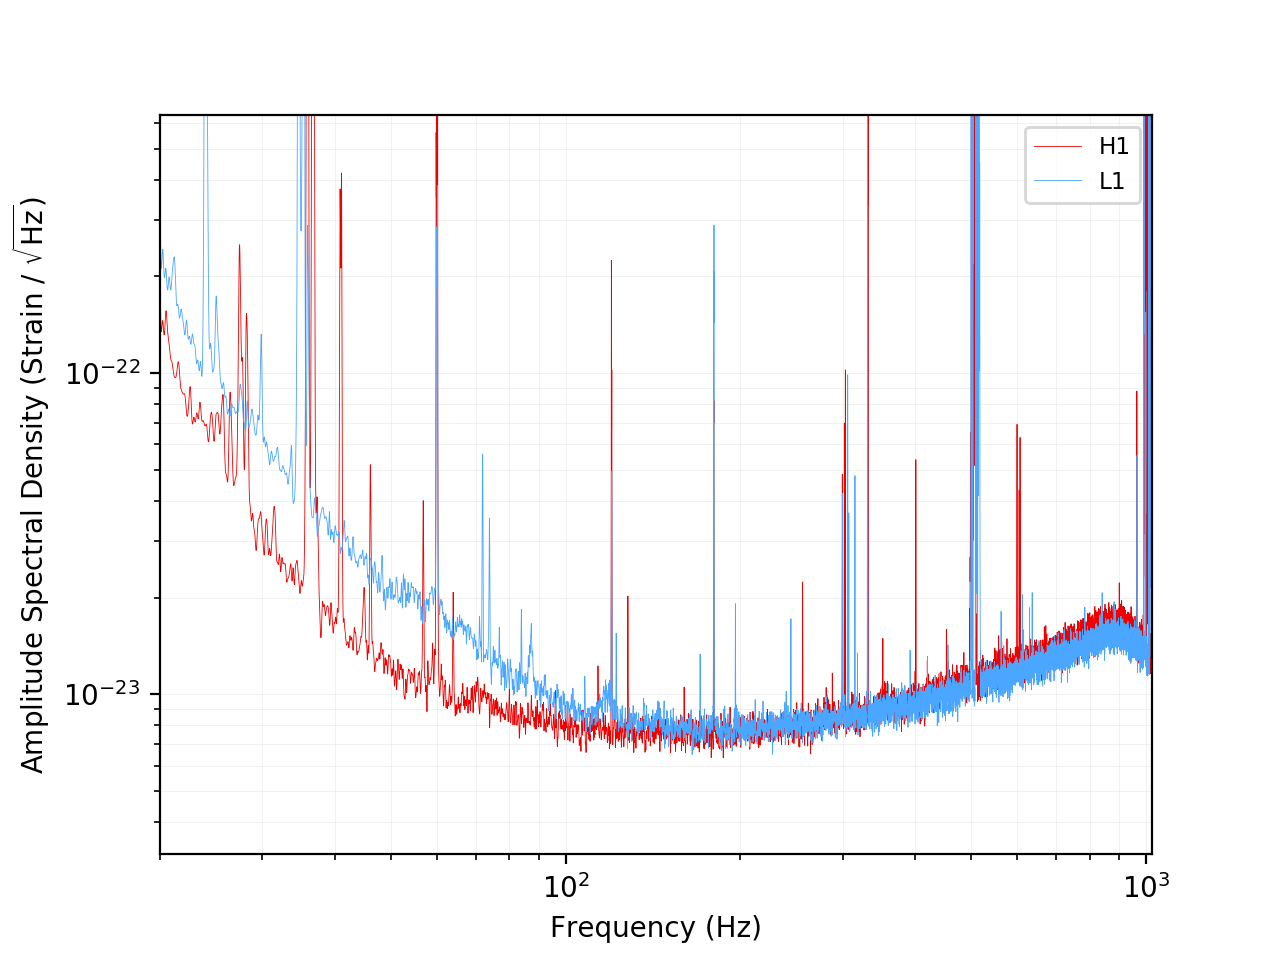 H1
L1
Amplitude Spectral Density (Strain / √Hz)
10⁻²²
10⁻²³
10² 10³
Frequency (Hz)